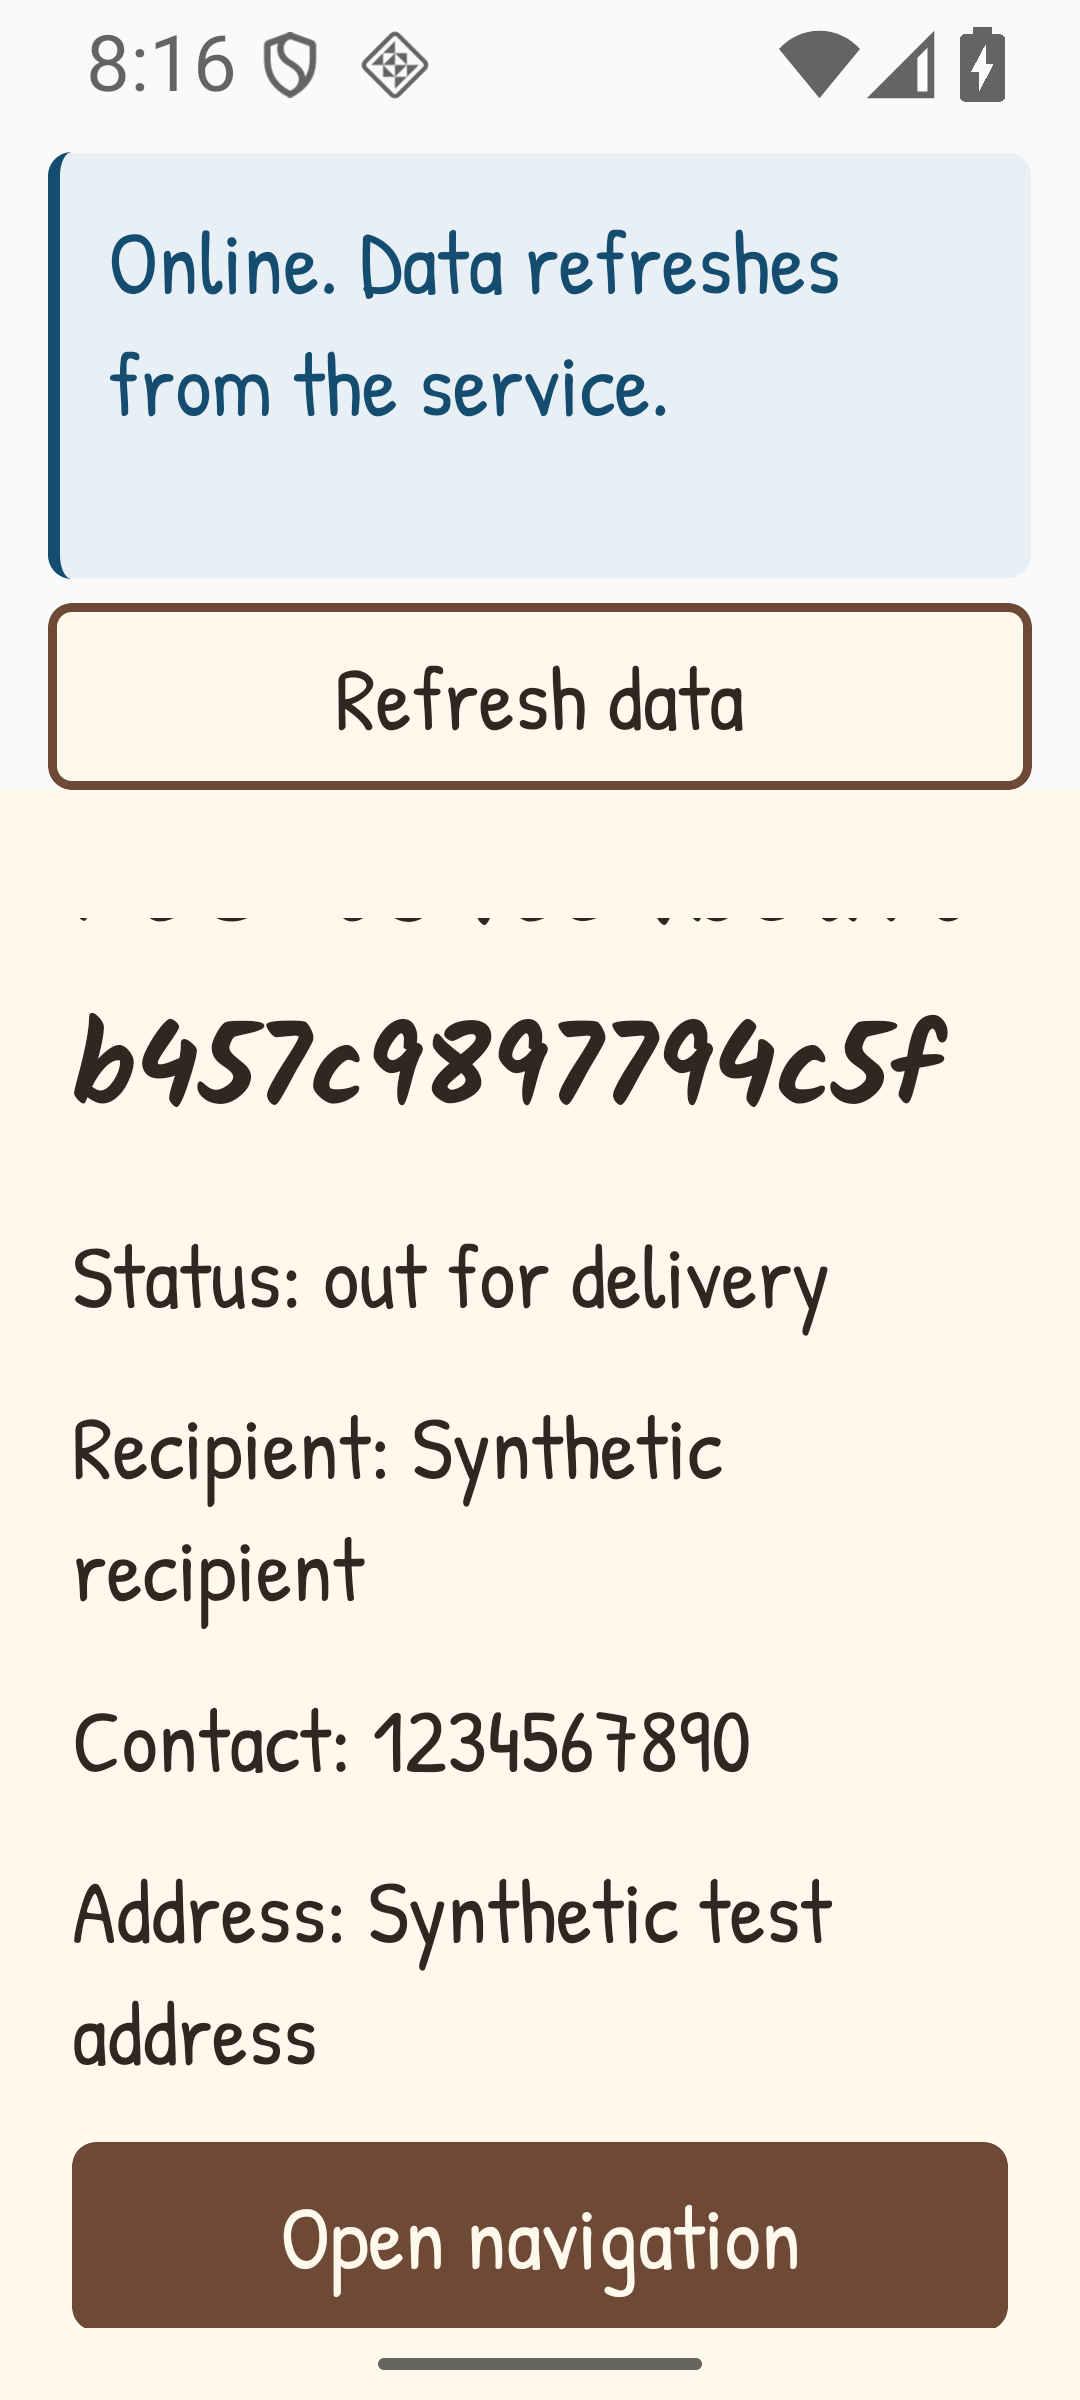 8:16
Online. Data refreshes
from the service.
Refresh data
b457c9897794c5f
Status: out for delivery
Recipient: Synthetic
recipient
Contact: 1234567890
Address: Synthetic test
address
Open navigation